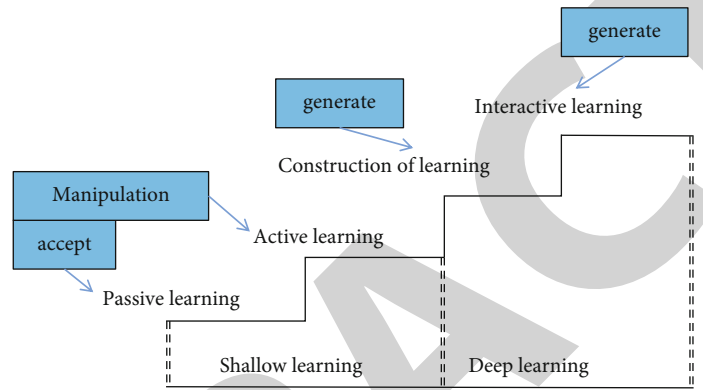 generate
generate
Interactive learning
Construction of learning
Manipulation
accept
Active learning
Passive learning
Shallow learning
Deep learning